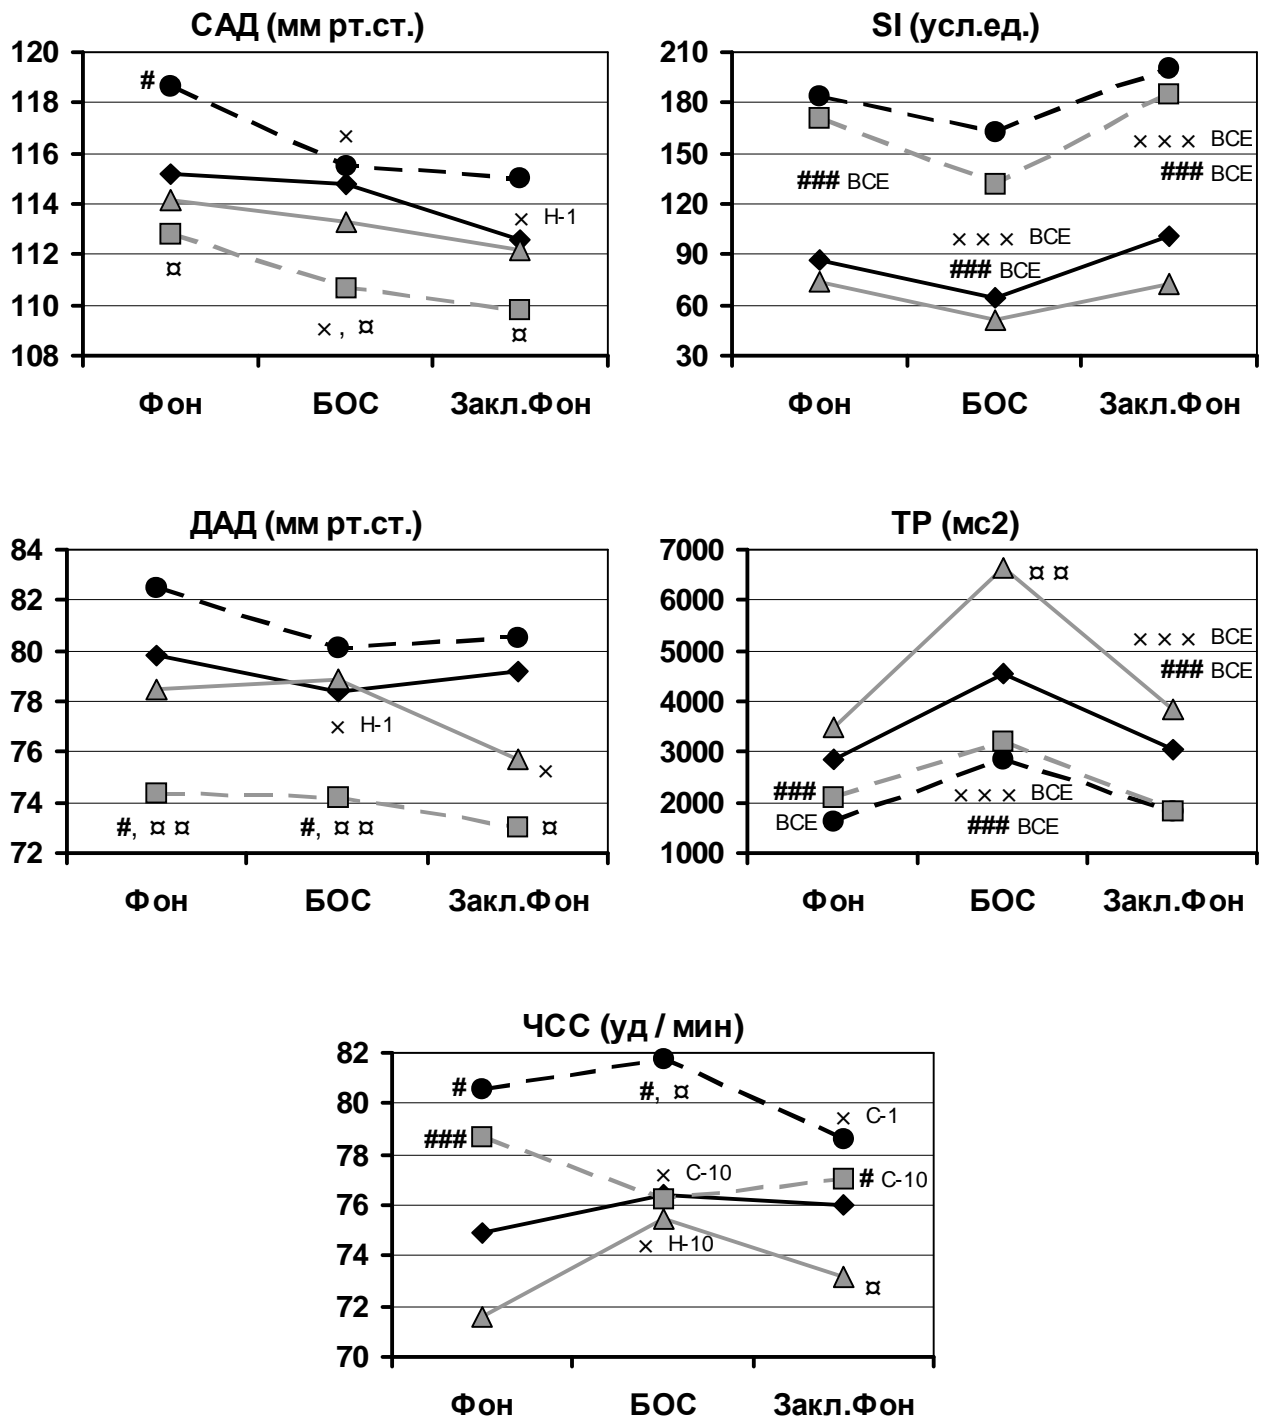 САД (мм рт.ст.)
120
118
116
114
112
110
108
#
×
× Н-1
¤
×, ¤
¤
Фон БОС Закл.Фон
SI (усл.ед.)
210
180
150
120
90
60
30
××× ВСЕ
### ВСЕ
### ВСЕ
××× ВСЕ
### ВСЕ
Фон БОС Закл.Фон
ДАД (мм рт.ст.)
84
82
80
78
76
74
72
× Н-1
×
#, ¤¤
#, ¤¤
¤
Фон БОС Закл.Фон
ТР (мс2)
7000
6000
5000
4000
3000
2000
1000
¤¤
××× ВСЕ
### ВСЕ
###
ВСЕ
××× ВСЕ
### ВСЕ
Фон БОС Закл.Фон
ЧСС (уд / мин)
82
80
78
76
74
72
70
#
#, ¤
× С-1
###
× С-10
# С-10
× Н-10
¤
Фон БОС Закл.Фон